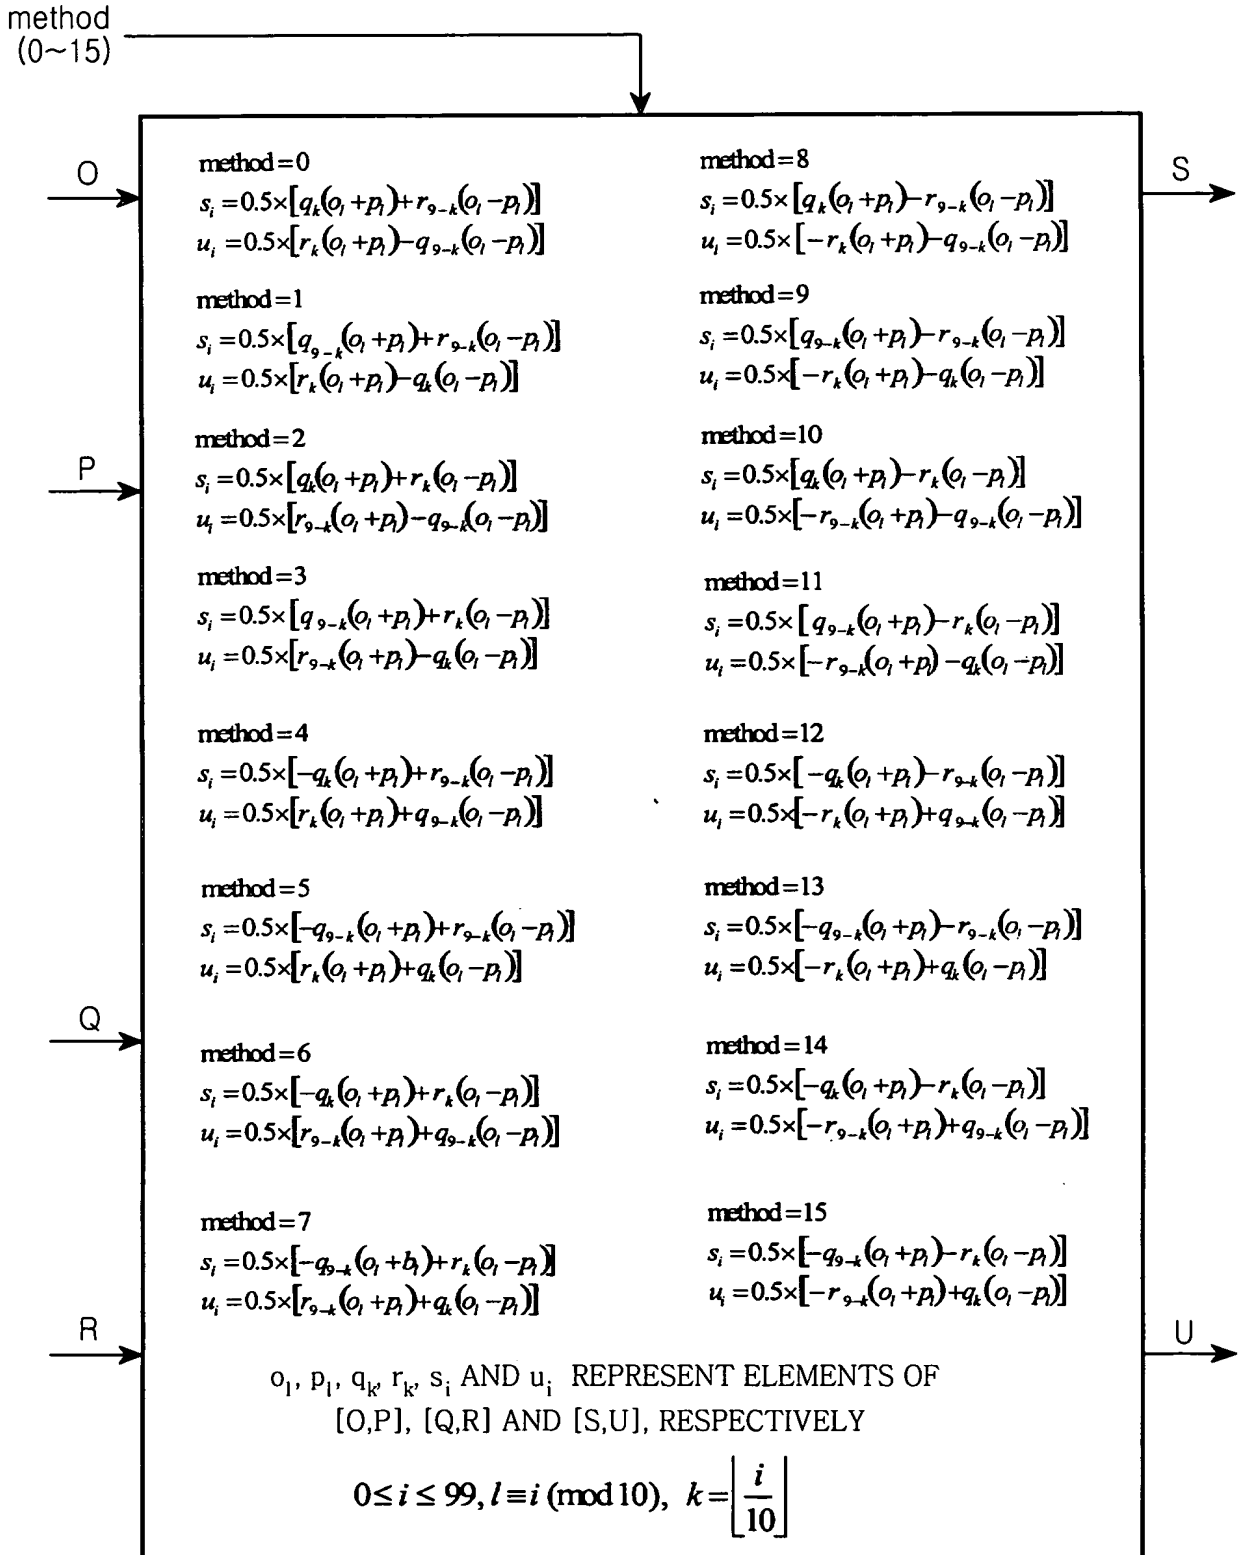 method
(0~15)
O
P
Q
R
S
U
method=0
s_i=0.5×[q_k(o_l+p_l)+r_{9-k}(o_l-p_l)]
u_i=0.5×[r_k(o_l+p_l)-q_{9-k}(o_l-p_l)]
method=1
s_i=0.5×[q_{9-k}(o_l+p_l)+r_{9-k}(o_l-p_l)]
u_i=0.5×[r_k(o_l+p_l)-q_k(o_l-p_l)]
method=2
s_i=0.5×[q_k(o_l+p_l)+r_k(o_l-p_l)]
u_i=0.5×[r_{9-k}(o_l+p_l)-q_{9-k}(o_l-p_l)]
method=3
s_i=0.5×[q_{9-k}(o_l+p_l)+r_k(o_l-p_l)]
u_i=0.5×[r_{9-k}(o_l+p_l)-q_k(o_l-p_l)]
method=4
s_i=0.5×[-q_k(o_l+p_l)+r_{9-k}(o_l-p_l)]
u_i=0.5×[r_k(o_l+p_l)+q_{9-k}(o_l-p_l)]
method=5
s_i=0.5×[-q_{9-k}(o_l+p_l)+r_{9-k}(o_l-p_l)]
u_i=0.5×[r_k(o_l+p_l)+q_k(o_l-p_l)]
method=6
s_i=0.5×[-q_k(o_l+p_l)+r_k(o_l-p_l)]
u_i=0.5×[r_{9-k}(o_l+p_l)+q_{9-k}(o_l-p_l)]
method=7
s_i=0.5×[-q_{9-k}(o_l+b_l)+r_k(o_l-p_l)]
u_i=0.5×[r_{9-k}(o_l+p_l)+q_k(o_l-p_l)]
method=8
s_i=0.5×[q_k(o_l+p_l)-r_{9-k}(o_l-p_l)]
u_i=0.5×[-r_k(o_l+p_l)-q_{9-k}(o_l-p_l)]
method=9
s_i=0.5×[q_{9-k}(o_l+p_l)-r_{9-k}(o_l-p_l)]
u_i=0.5×[-r_k(o_l+p_l)-q_k(o_l-p_l)]
method=10
s_i=0.5×[q_k(o_l+p_l)-r_k(o_l-p_l)]
u_i=0.5×[-r_{9-k}(o_l+p_l)-q_{9-k}(o_l-p_l)]
method=11
s_i=0.5×[q_{9-k}(o_l+p_l)-r_k(o_l-p_l)]
u_i=0.5×[-r_{9-k}(o_l+p_l)-q_k(o_l-p_l)]
method=12
s_i=0.5×[-q_k(o_l+p_l)-r_{9-k}(o_l-p_l)]
u_i=0.5×[-r_k(o_l+p_l)+q_{9-k}(o_l-p_l)]
method=13
s_i=0.5×[-q_{9-k}(o_l+p_l)-r_{9-k}(o_l-p_l)]
u_i=0.5×[-r_k(o_l+p_l)+q_k(o_l-p_l)]
method=14
s_i=0.5×[-q_k(o_l+p_l)-r_k(o_l-p_l)]
u_i=0.5×[-r_{9-k}(o_l+p_l)+q_{9-k}(o_l-p_l)]
method=15
s_i=0.5×[-q_{9-k}(o_l+p_l)-r_k(o_l-p_l)]
u_i=0.5×[-r_{9-k}(o_l+p_l)+q_k(o_l-p_l)]
o_l, p_l, q_k, r_k, s_i AND u_i REPRESENT ELEMENTS OF
[O,P], [Q,R] AND [S,U], RESPECTIVELY
0≤i≤99, l≡i(mod10), k=⌊i/10⌋